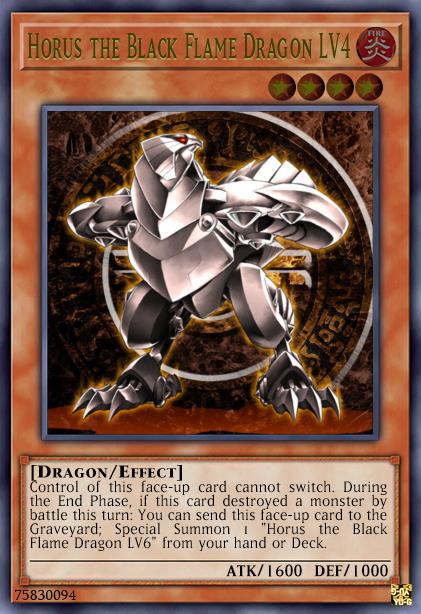 HORUS THE BLACK FLAME DRAGON LV4
FIRE
炎
[DRAGON/EFFECT]
Control of this face-up card cannot switch. During
the End Phase, if this card destroyed a monster by
battle this turn: You can send this face-up card to the
Graveyard; Special Summon 1 "Horus the Black
Flame Dragon LV6" from your hand or Deck.
ATK/1600 DEF/1000
75830094